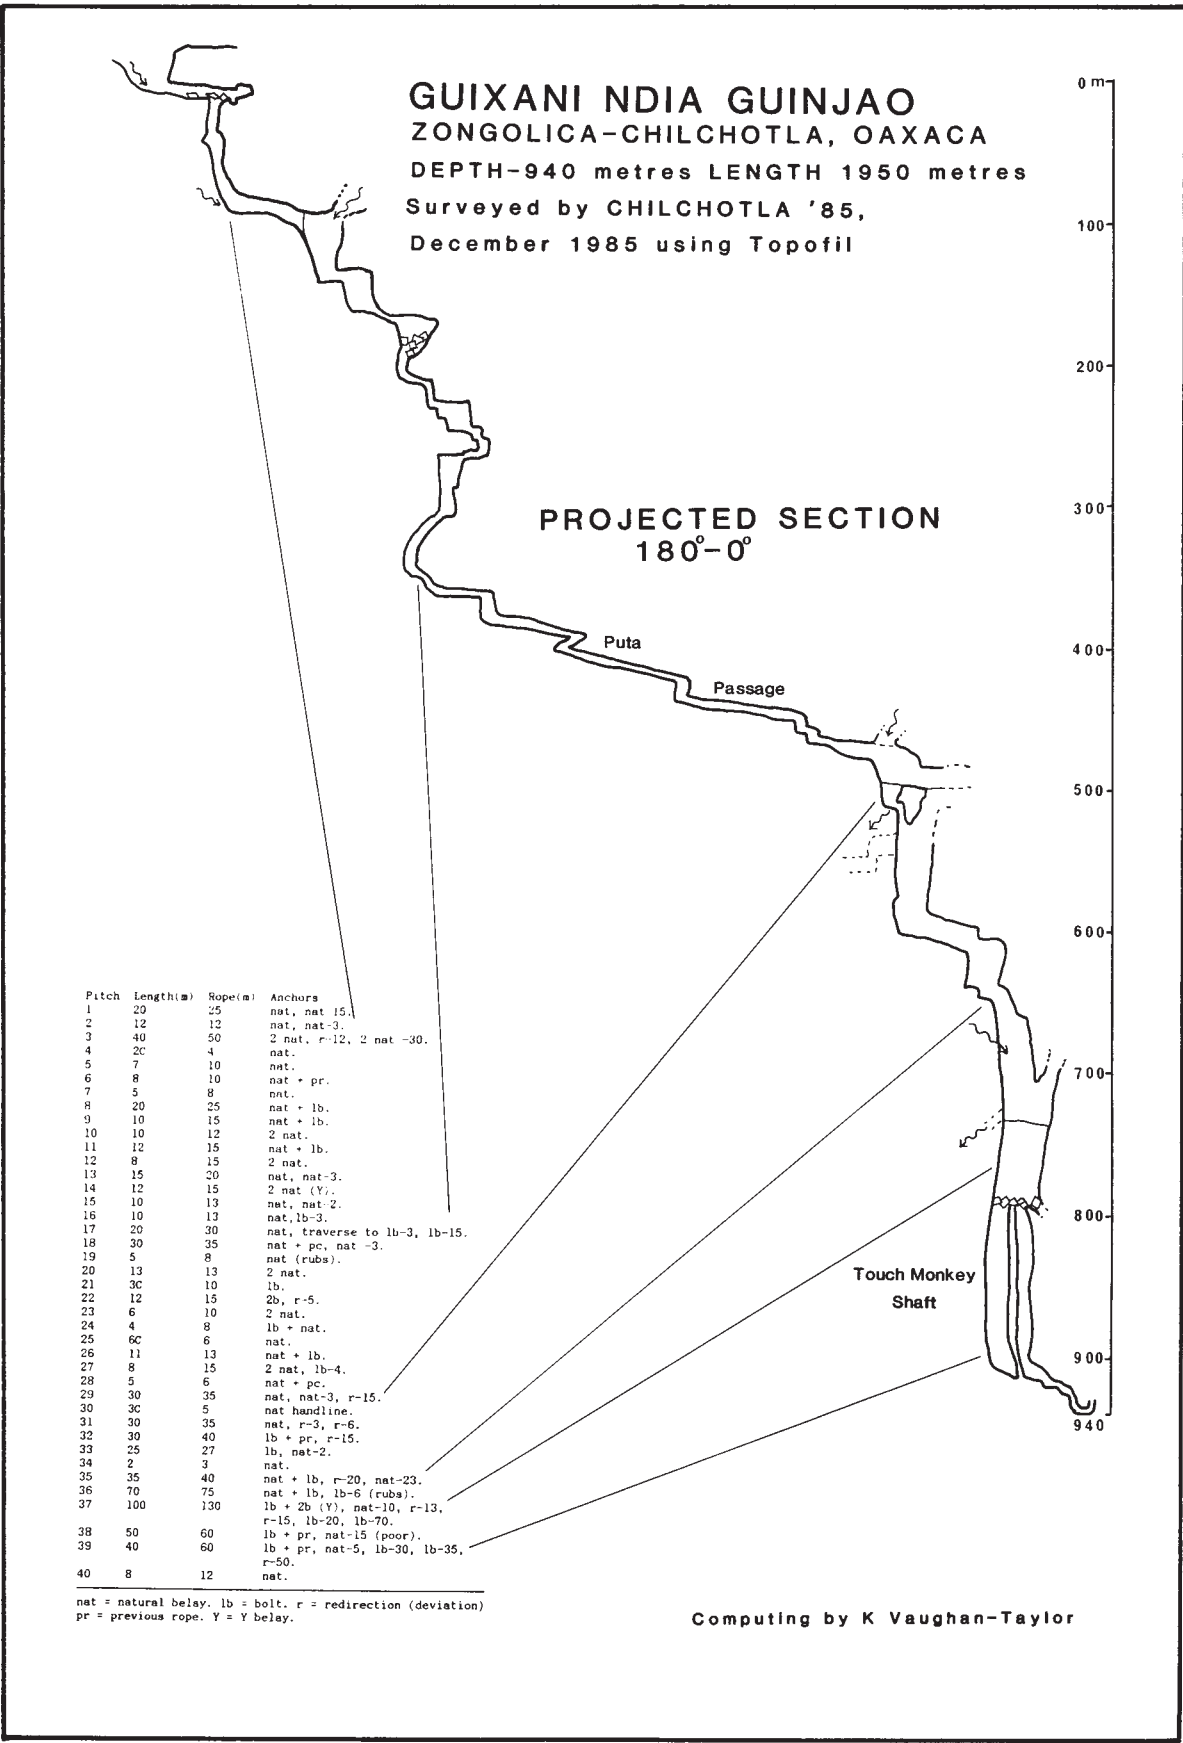 GUIXANI NDIA GUINJAO
ZONGOLICA-CHILCHOTLA, OAXACA
DEPTH-940 metres LENGTH 1950 metres
Surveyed by CHILCHOTLA '85,
December 1985 using Topofil
0 m
100
200
300
400
500
600
700
800
900
940
PROJECTED SECTION
180°-0°
Puta
Passage
Touch Monkey
Shaft
Pitch Length(m) Rope(m) Anchors
1 20 25 nat, nat 15.
2 12 12 nat, nat-3.
3 40 50 2 nat, r-12, 2 nat -30.
4 2C 4 nat.
5 7 10 nat.
6 8 10 nat + pr.
7 5 8 nat.
8 20 25 nat + lb.
9 10 15 nat + lb.
10 10 12 2 nat.
11 12 15 nat + lb.
12 8 15 2 nat.
13 15 20 nat, nat-3.
14 12 15 2 nat (Y).
15 10 13 nat, nat-2.
16 10 13 nat,lb-3.
17 20 30 nat, traverse to lb-3, lb-15.
18 30 35 nat + pc, nat -3.
19 5 8 nat (rubs).
20 13 13 2 nat.
21 3C 10 lb.
22 12 15 2b, r-5.
23 6 10 2 nat.
24 4 8 lb + nat.
25 6C 6 nat.
26 11 13 nat + lb.
27 8 15 2 nat, lb-4.
28 5 6 nat + pc.
29 30 35 nat, nat-3, r-15.
30 3C 5 nat handline.
31 30 35 nat, r-3, r-6.
32 30 40 lb + pr, r-15.
33 25 27 lb, nat-2.
34 2 3 nat.
35 35 40 nat + lb, r-20, nat-23.
36 70 75 nat + lb, lb-6 (rubs).
37 100 130 lb + 2b (Y), nat-10, r-13,
r-15, lb-20, lb-70.
38 50 60 lb + pr, nat-15 (poor).
39 40 60 lb + pr, nat-5, lb-30, lb-35,
r-50.
40 8 12 nat.
nat = natural belay. lb = bolt. r = redirection (deviation)
pr = previous rope. Y = Y belay.
Computing by K Vaughan-Taylor